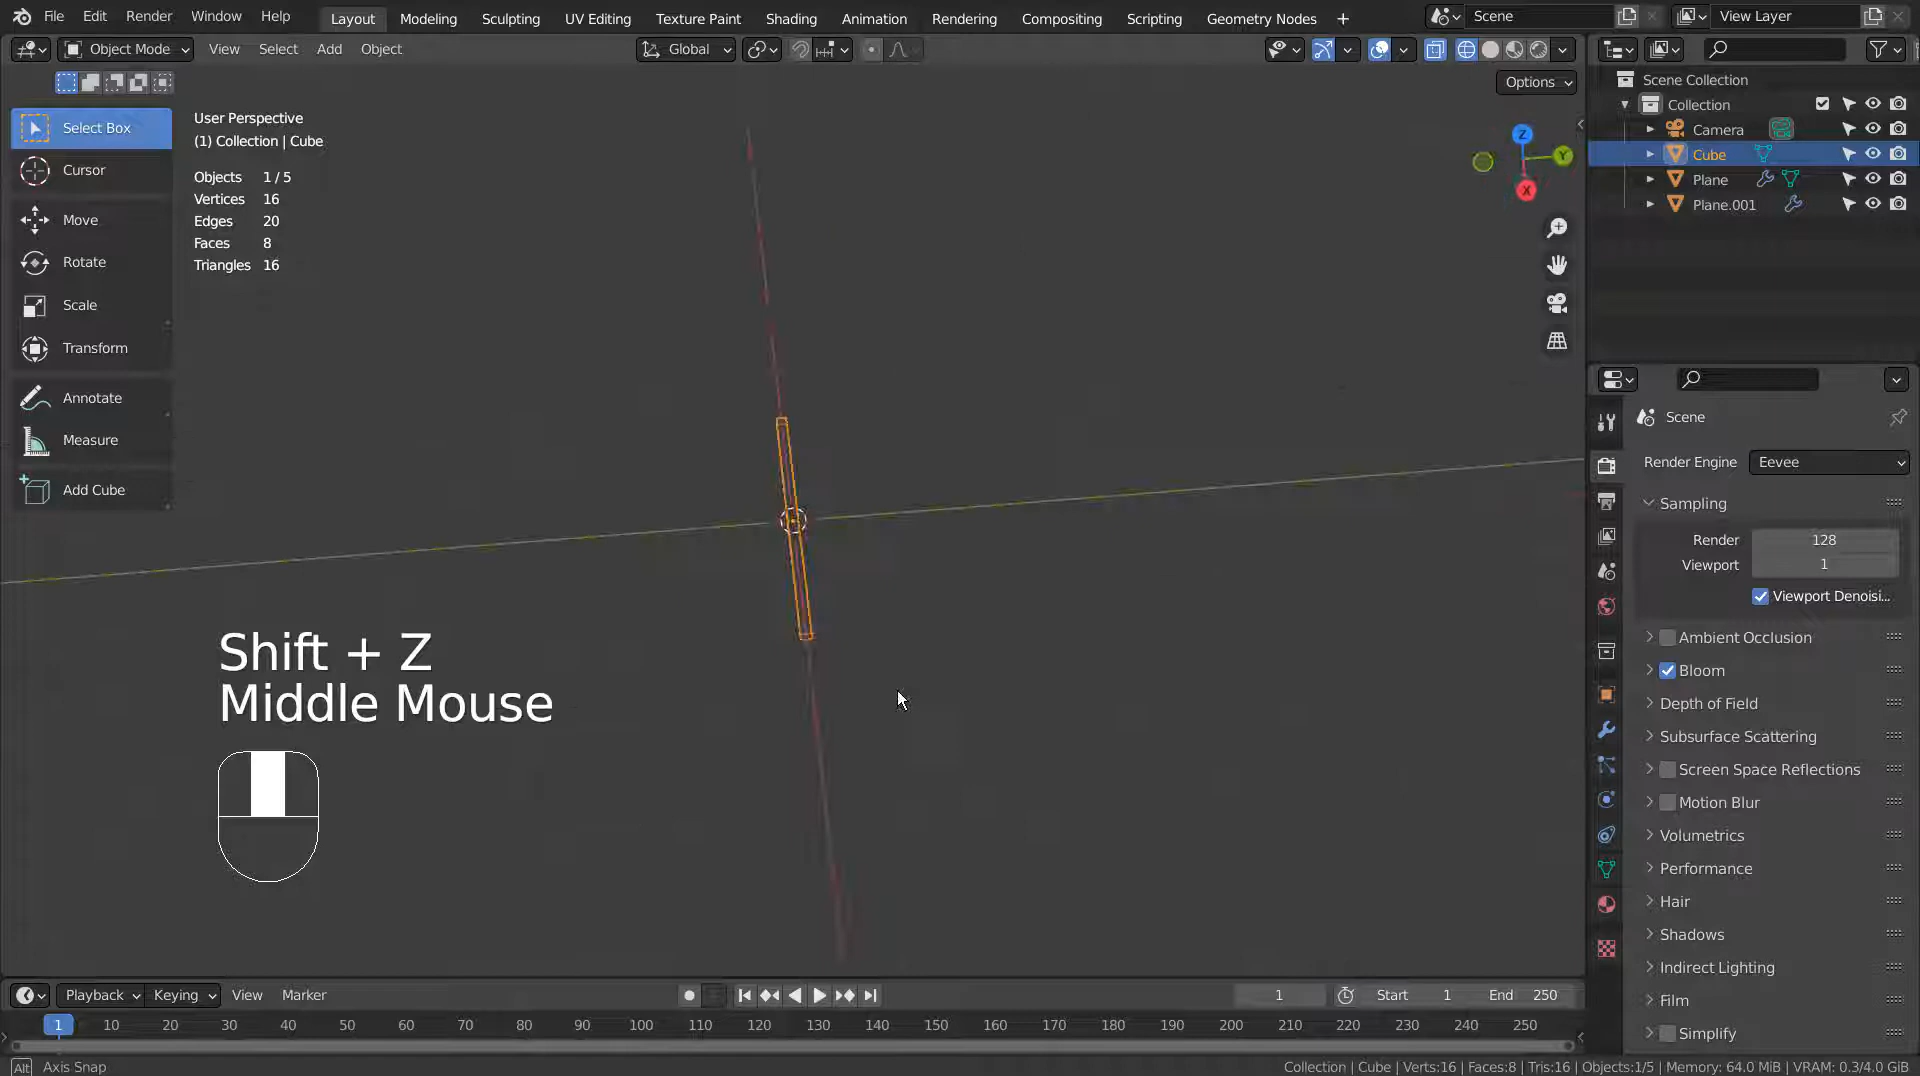 File Edit Render Window Help Layout Modeling Sculpting UV Editing Texture Paint Shading Animation Rendering Compositing Scripting Geometry Nodes + Scene View Layer
Object Mode View Select Add Object Global
Options
Select Box
Cursor
Move
Rotate
Scale
Transform
Annotate
Measure
Add Cube
User Perspective
(1) Collection | Cube
Objects 1 / 5
Vertices 16
Edges 20
Faces 8
Triangles 16
Z
Y
X
Shift + Z
Middle Mouse
Scene Collection
Collection
Camera
Cube
Plane
Plane.001
Scene
Render Engine Eevee
Sampling
Render 128
Viewport 1
Viewport Denoisi...
Ambient Occlusion
Bloom
Depth of Field
Subsurface Scattering
Screen Space Reflections
Motion Blur
Volumetrics
Performance
Hair
Shadows
Indirect Lighting
Film
Simplify
Playback Keying View Marker 1 Start 1 End 250
1 10 20 30 40 50 60 70 80 90 100 110 120 130 140 150 160 170 180 190 200 210 220 230 240 250
Alt Axis Snap
Collection | Cube | Verts:16 | Faces:8 | Tris:16 | Objects:1/5 | Memory: 64.0 MiB | VRAM: 0.3/4.0 GiB